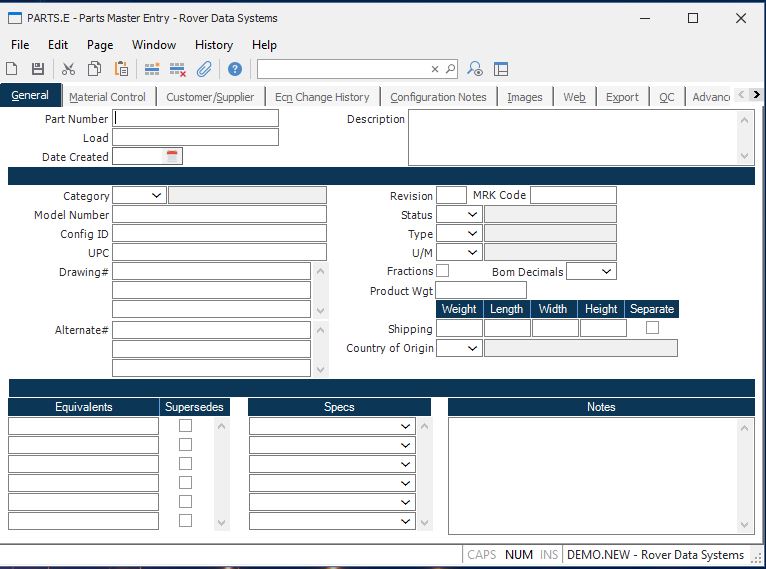 PARTS.E - Parts Master Entry - Rover Data Systems
File Edit Page Window History Help
General Material Control Customer/Supplier Ecn Change History Configuration Notes Images Web Export QC Advanc
Part Number Description
Load
Date Created
Category Revision MRK Code
Model Number Status
Config ID Type
UPC U/M
Drawing# Fractions Bom Decimals
Product Wgt
Weight Length Width Height Separate
Alternate# Shipping
Country of Origin
Equivalents Supersedes Specs Notes
CAPS NUM INS DEMO.NEW - Rover Data Systems